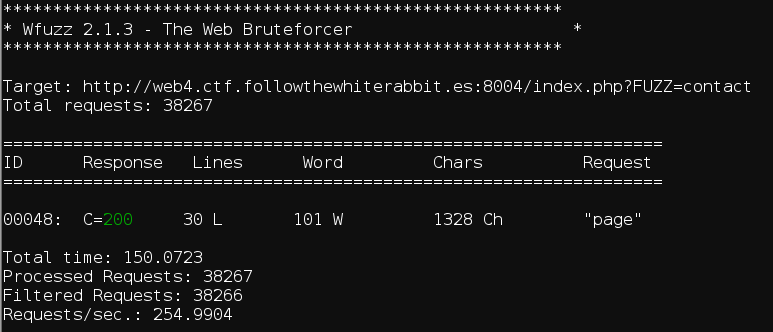 ********************************************************
* Wfuzz 2.1.3 - The Web Bruteforcer                      *
********************************************************
Target: http://web4.ctf.followthewhiterabbit.es:8004/index.php?FUZZ=contact
Total requests: 38267
==================================================================
ID      Response   Lines      Word         Chars          Request
==================================================================
00048:  C=200     30 L       101 W         1328 Ch        "page"
Total time: 150.0723
Processed Requests: 38267
Filtered Requests: 38266
Requests/sec.: 254.9904